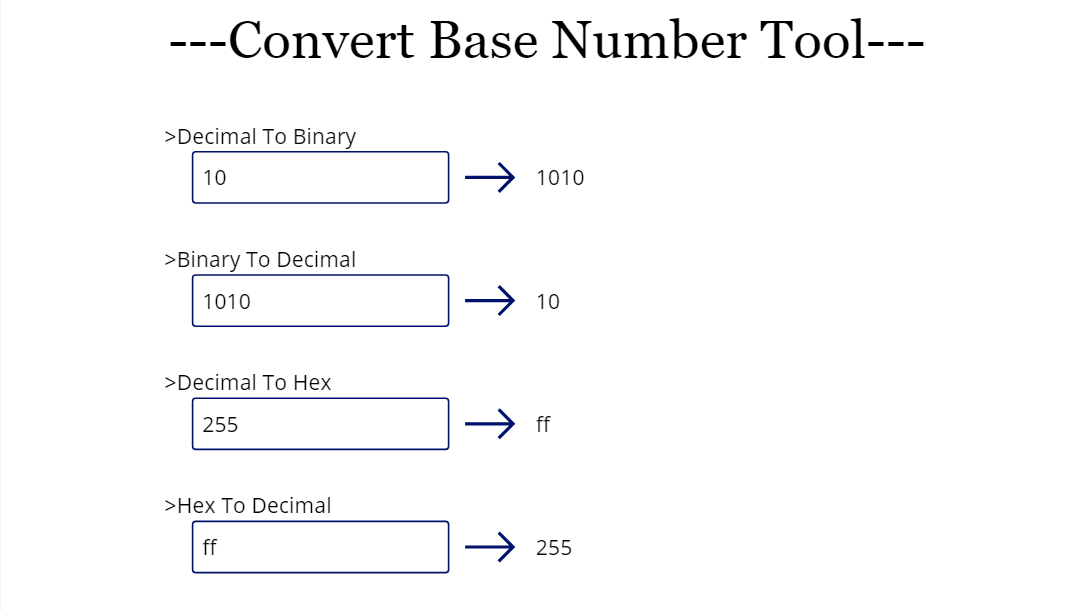 ---Convert Base Number Tool---
>Decimal To Binary
10 1010
>Binary To Decimal
1010 10
>Decimal To Hex
255 ff
>Hex To Decimal
ff 255